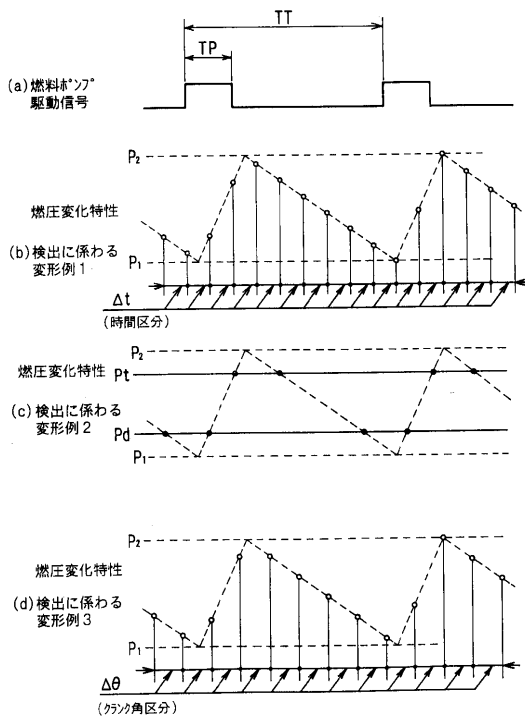 TT
TP
(a)燃料ポンプ
駆動信号
P₂
燃圧変化特性
(b)検出に係わる
変形例1
P₁
Δt
(時間区分)
P₂
燃圧変化特性
Pt
(c)検出に係わる
変形例2
Pd
P₁
P₂
燃圧変化特性
(d)検出に係わる
変形例3
P₁
Δθ
(クランク角区分)